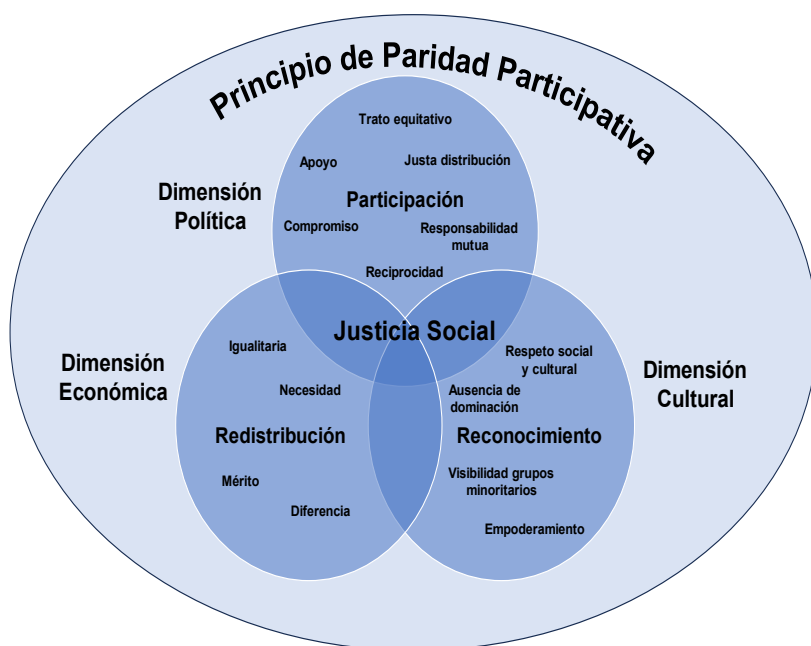 Principio de Paridad Participativa
Trato equitativo
Apoyo
Justa distribución
Dimensión
Política
Participación
Compromiso
Responsabilidad
mutua
Reciprocidad
Justicia Social
Dimensión
Económica
Igualitaria
Necesidad
Redistribución
Mérito
Diferencia
Respeto social
y cultural
Ausencia de
dominación
Reconocimiento
Visibilidad grupos
minoritarios
Empoderamiento
Dimensión
Cultural